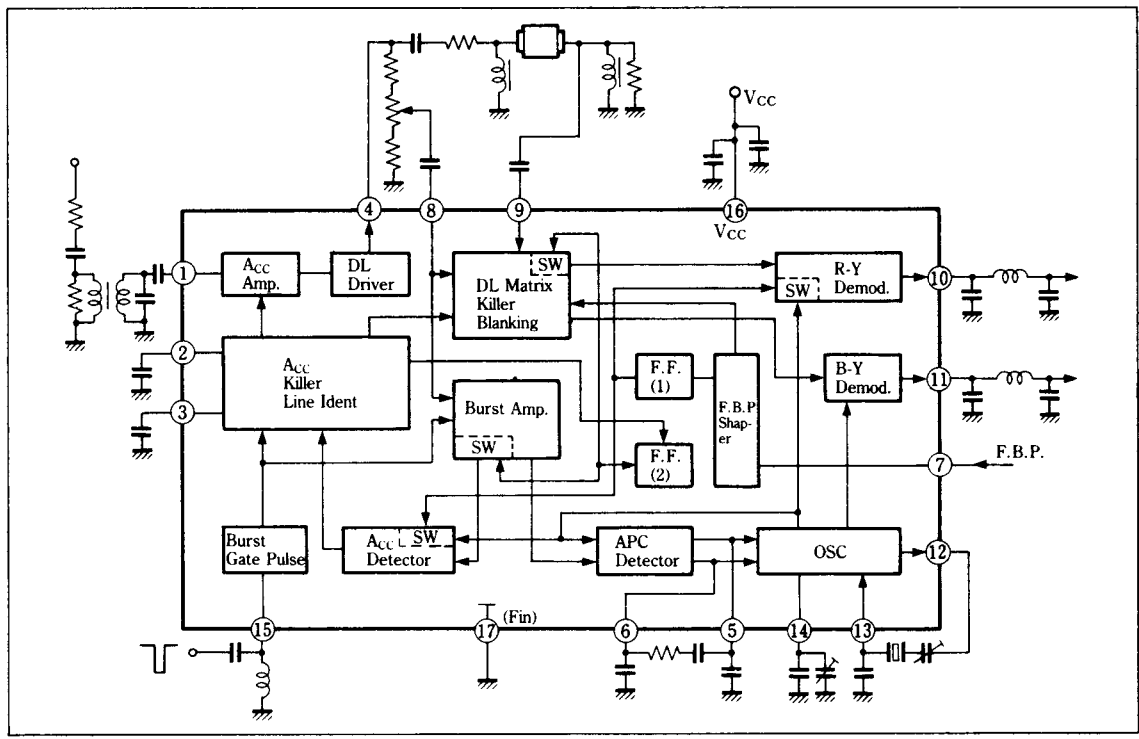 VCC
4
8
9
16
VCC
1
ACC
Amp.
DL
Driver
SW
DL Matrix
Killer
Blanking
R-Y
Demod.
SW
10
2
ACC
Killer
Line Ident
F.F.
(1)
B-Y
Demod.
11
3
Burst Amp.
SW
F.B.P
Shap-
er
F.F.
(2)
7
F.B.P.
Burst
Gate Pulse
SW
ACC
Detector
APC
Detector
OSC
12
15
17
(Fin)
6
5
14
13